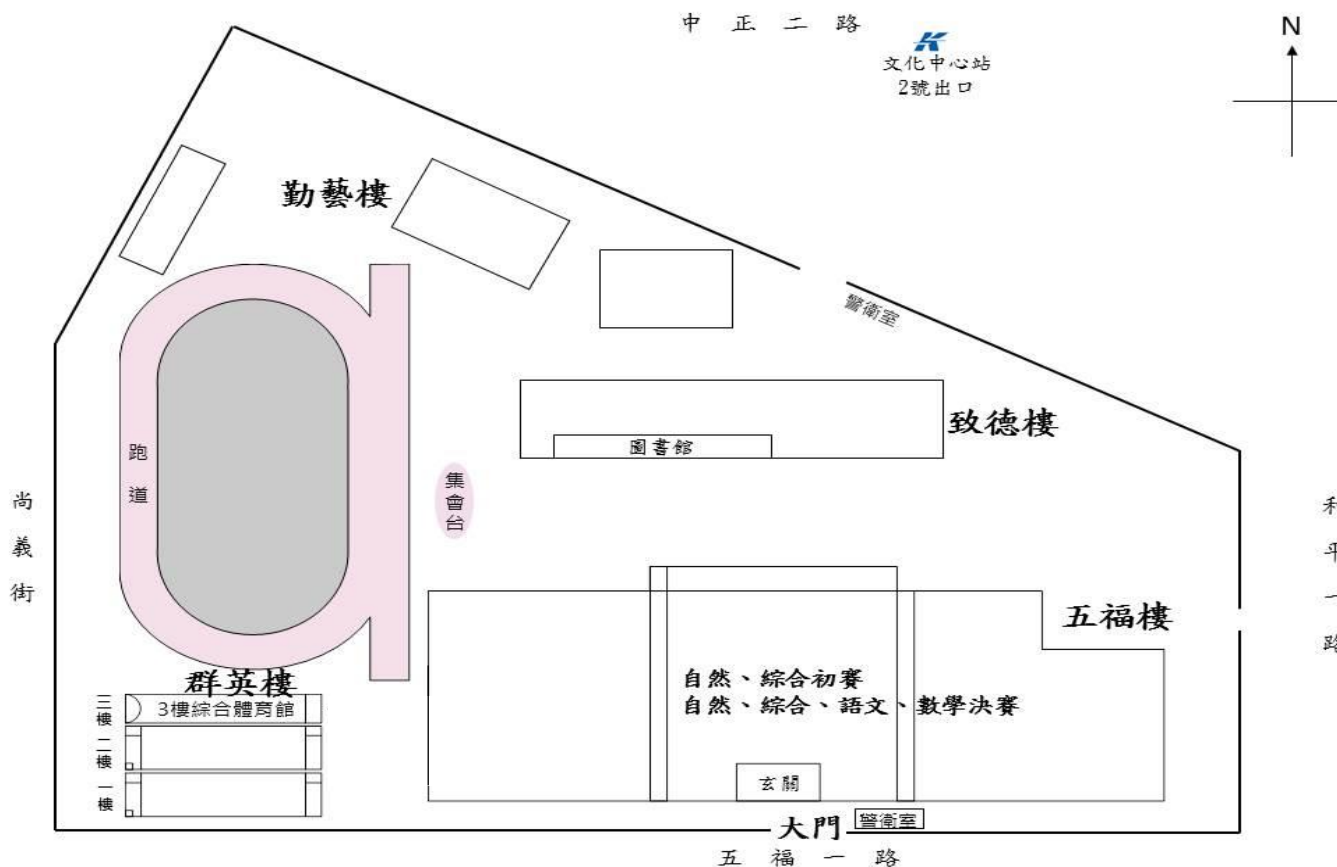 中正二路
N
文化中心站
2號出口
勤藝樓
警衛室
致德樓
圖書館
跑道
集會台
尚義街
和平一路
五福樓
群英樓
自然、綜合初賽
自然、綜合、語文、數學決賽
三樓
3樓綜合體育館
二樓
一樓
玄關
大門
警衛室
五福一路